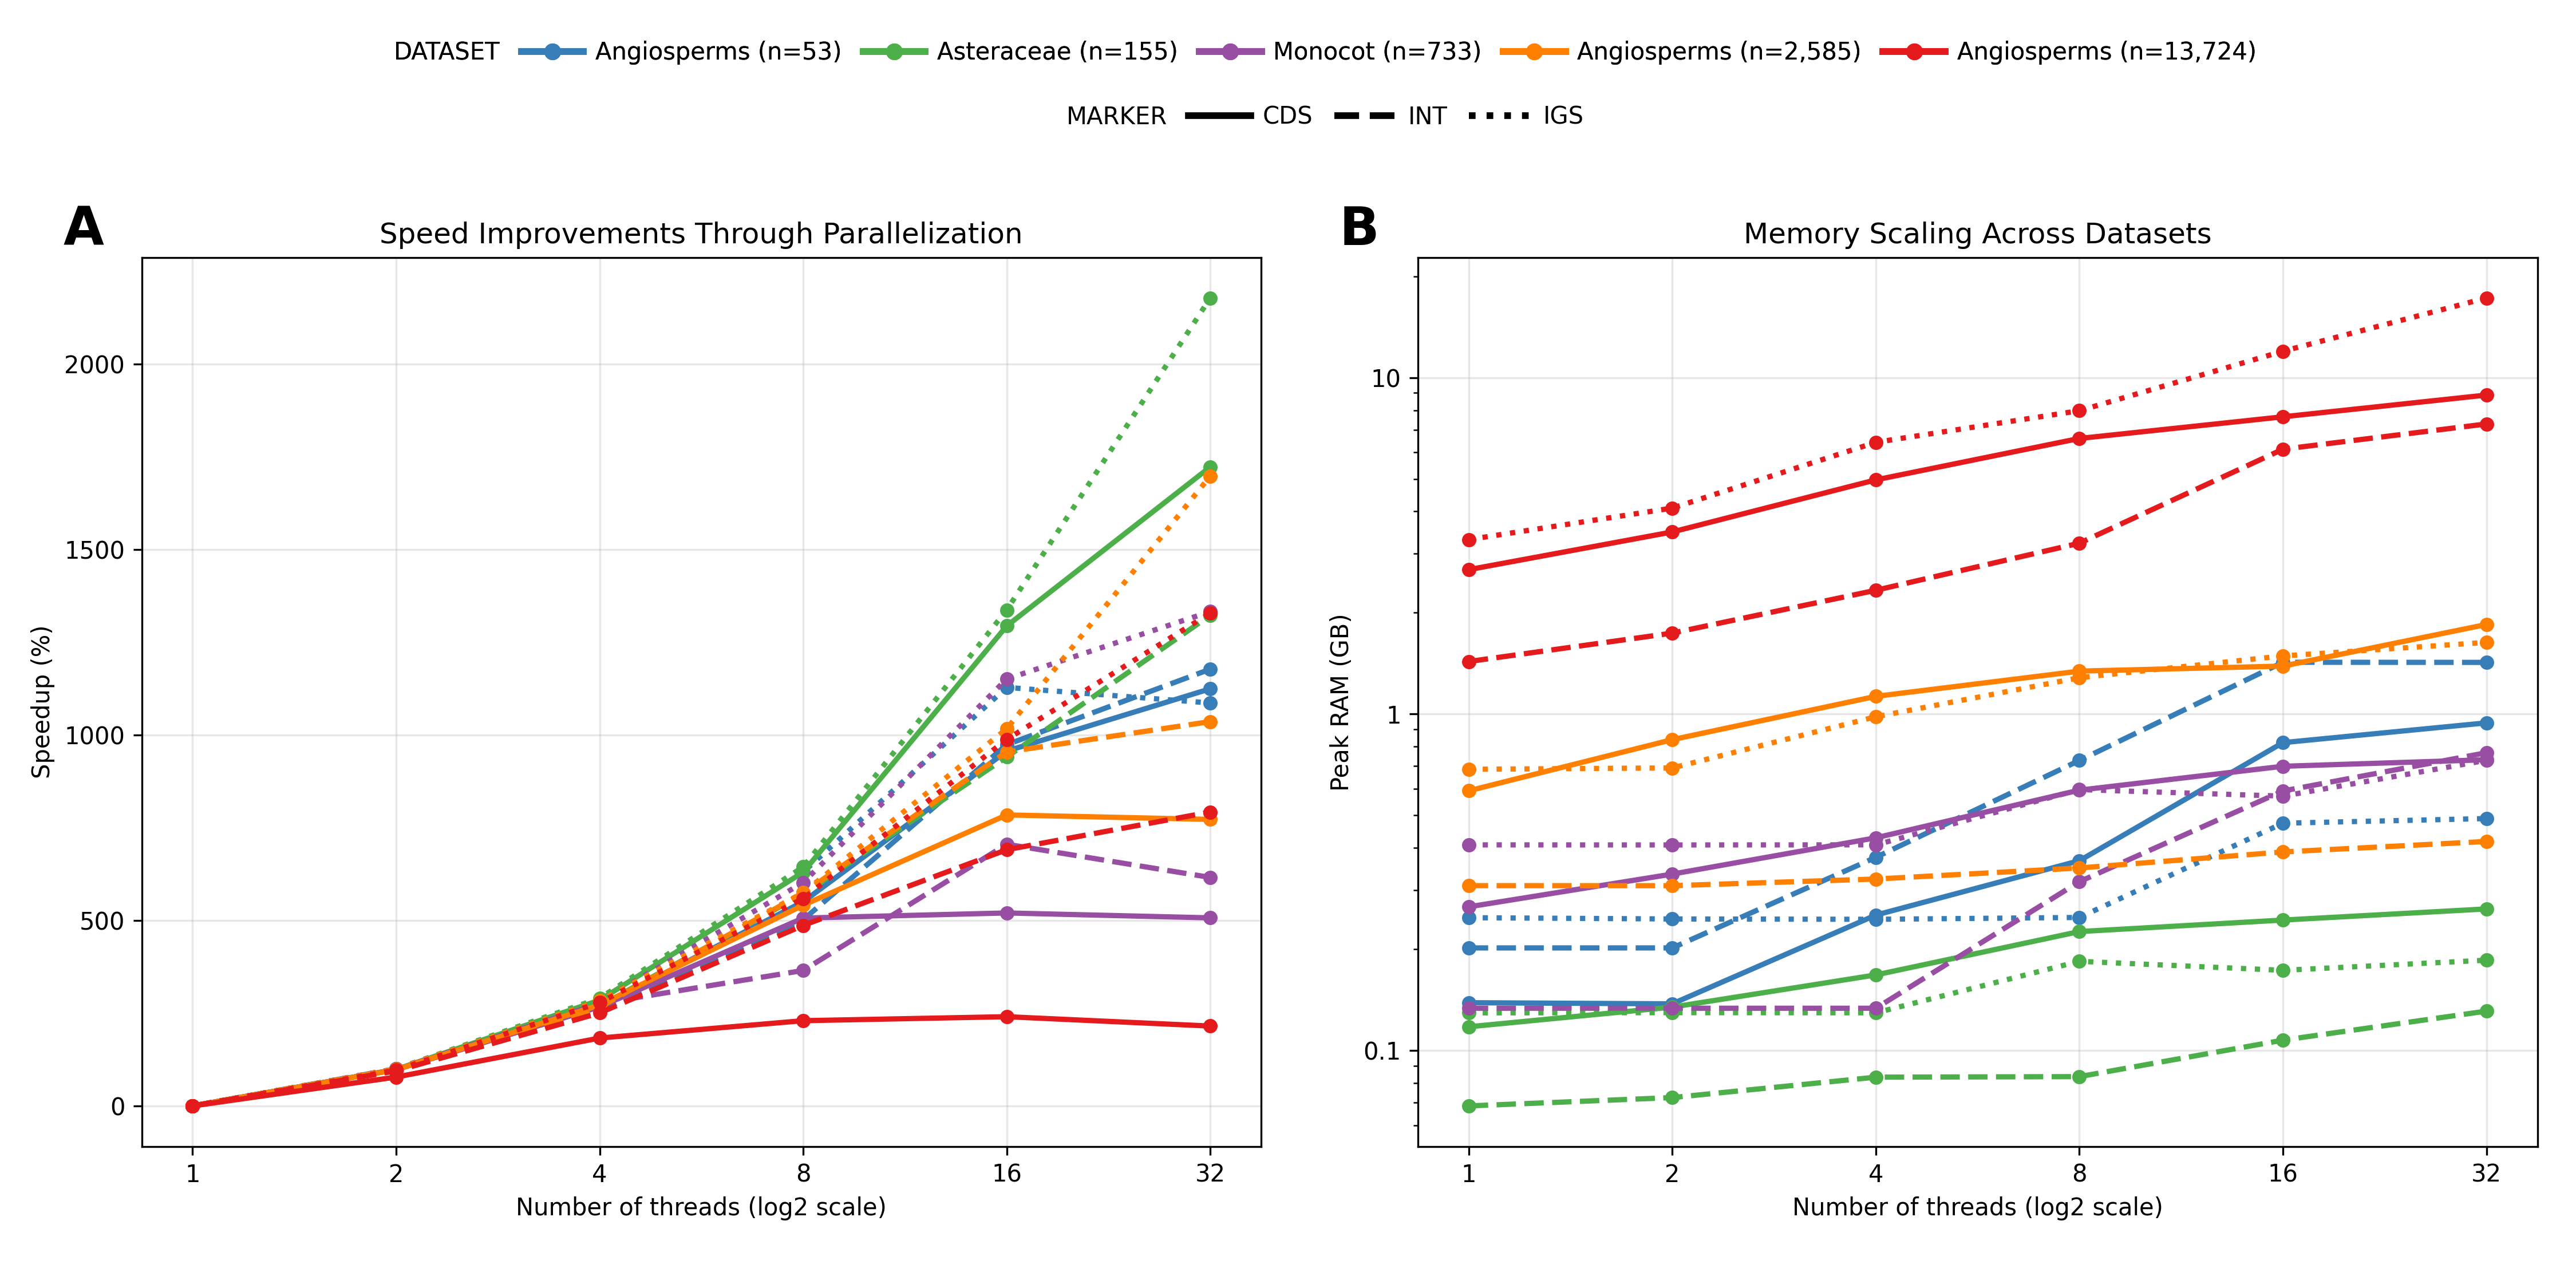 DATASET Angiosperms (n=53) Asteraceae (n=155) Monocot (n=733) Angiosperms (n=2,585) Angiosperms (n=13,724)
MARKER CDS INT IGS
A
Speed Improvements Through Parallelization
Speedup (%)
2000
1500
1000
500
0
1 2 4 8 16 32
Number of threads (log2 scale)
B
Memory Scaling Across Datasets
Peak RAM (GB)
10
1
0.1
1 2 4 8 16 32
Number of threads (log2 scale)